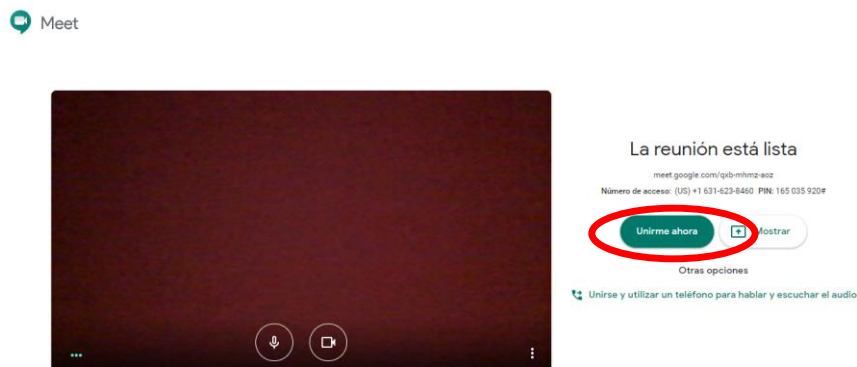 Meet
La reunión está lista
meet.google.com/qxb-mhmz-aoz
Número de acceso: (US) +1 631-623-8460 PIN: 165 035 920#
Unirme ahora
Mostrar
Otras opciones
Unirse y utilizar un teléfono para hablar y escuchar el audio